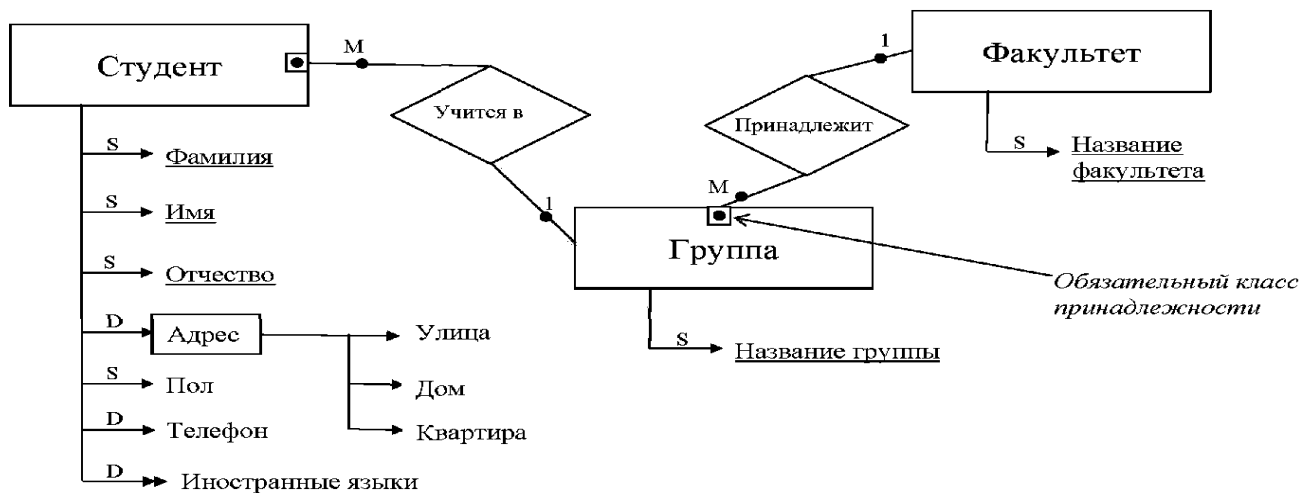 Студент
М
Учится в
1
Принадлежит
1
Факультет
S
Название
факультета
М
Группа
Обязательный класс
принадлежности
S
Название группы
S
Фамилия
S
Имя
S
Отчество
D
Адрес
Улица
Дом
Квартира
S
Пол
D
Телефон
D
Иностранные языки